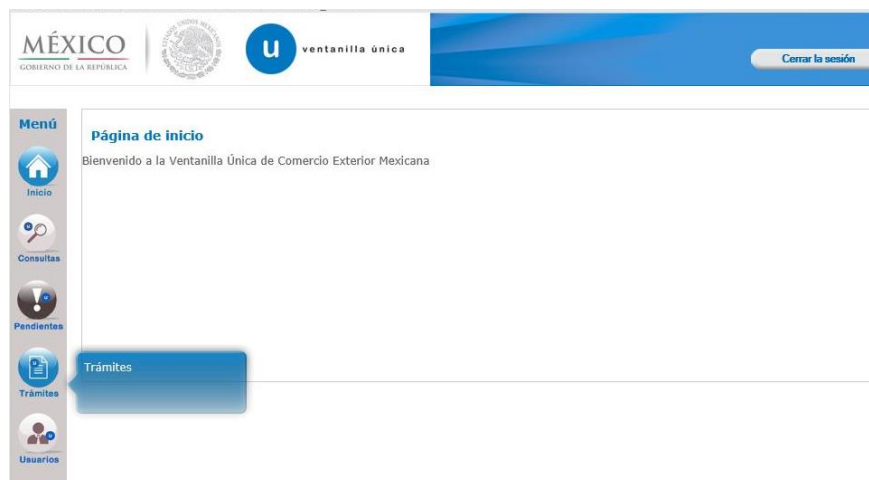 MÉXICO
GOBIERNO DE LA REPÚBLICA
u
ventanilla única
Cerrar la sesión
Menú
Página de inicio
Bienvenido a la Ventanilla Única de Comercio Exterior Mexicana
Inicio
Consultas
Pendientes
Trámites
Trámites
Usuarios